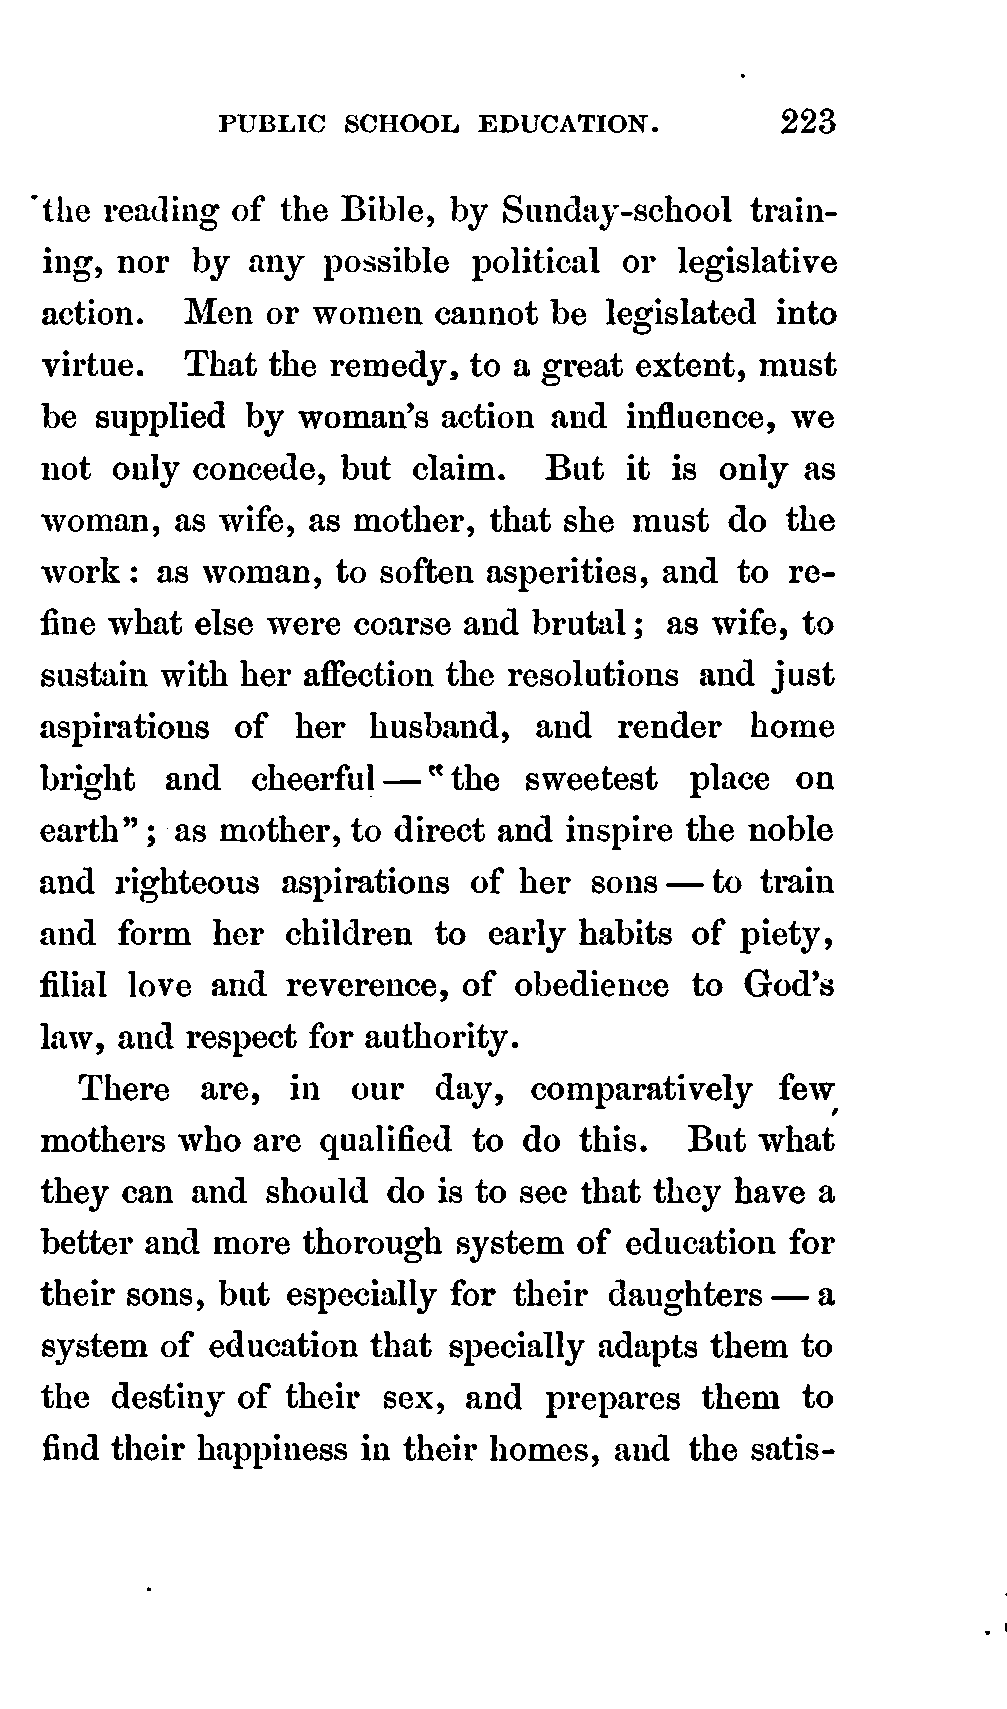 PUBLIC SCHOOL EDUCATION. 223
the reading of the Bible, by Sunday-school train-
ing, nor by any possible political or legislative
action. Men or women cannot be legislated into
virtue. That the remedy, to a great extent, must
be supplied by woman's action and influence, we
not only concede, but claim. But it is only as
woman, as wife, as mother, that she must do the
work: as woman, to soften asperities, and to re-
fine what else were coarse and brutal; as wife, to
sustain with her affection the resolutions and just
aspirations of her husband, and render home
bright and cheerful — "the sweetest place on
earth"; as mother, to direct and inspire the noble
and righteous aspirations of her sons — to train
and form her children to early habits of piety,
filial love and reverence, of obedience to God's
law, and respect for authority.
There are, in our day, comparatively few
mothers who are qualified to do this. But what
they can and should do is to see that they have a
better and more thorough system of education for
their sons, but especially for their daughters — a
system of education that specially adapts them to
the destiny of their sex, and prepares them to
find their happiness in their homes, and the satis-